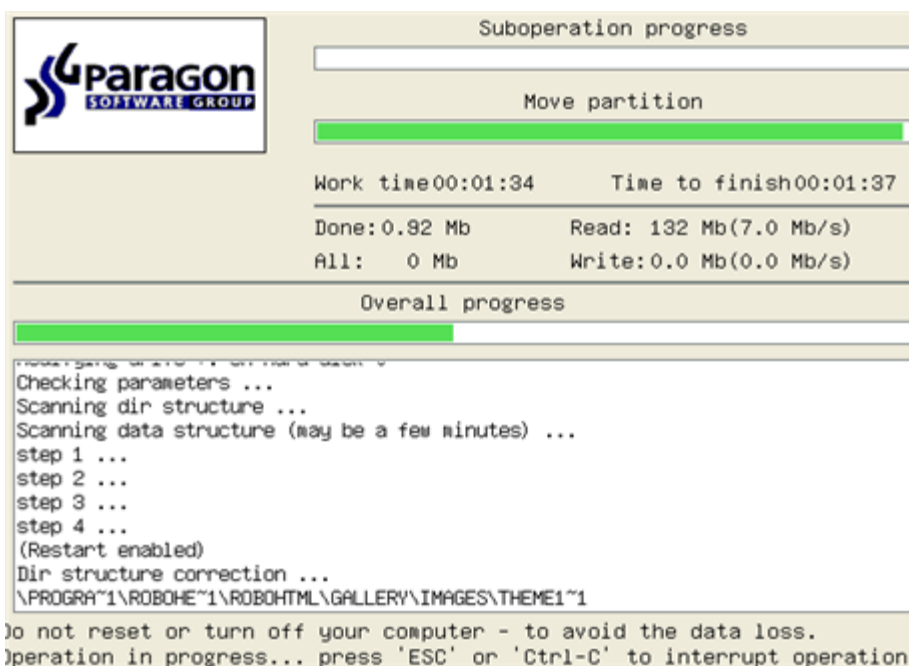 Paragon
SOFTWARE GROUP
Suboperation progress
Move partition
Work time 00:01:34 Time to finish 00:01:37
Done: 0.92 Mb Read: 132 Mb(7.0 Mb/s)
All: 0 Mb Write: 0.0 Mb(0.0 Mb/s)
Overall progress
Checking parameters ...
Scanning dir structure ...
Scanning data structure (may be a few minutes) ...
step 1 ...
step 2 ...
step 3 ...
step 4 ...
(Restart enabled)
Dir structure correction ...
\PROGRA~1\ROBOHE~1\ROBOHTML\GALLERY\IMAGES\THEME1~1
Do not reset or turn off your computer - to avoid the data loss.
Operation in progress... press 'ESC' or 'Ctrl-C' to interrupt operation